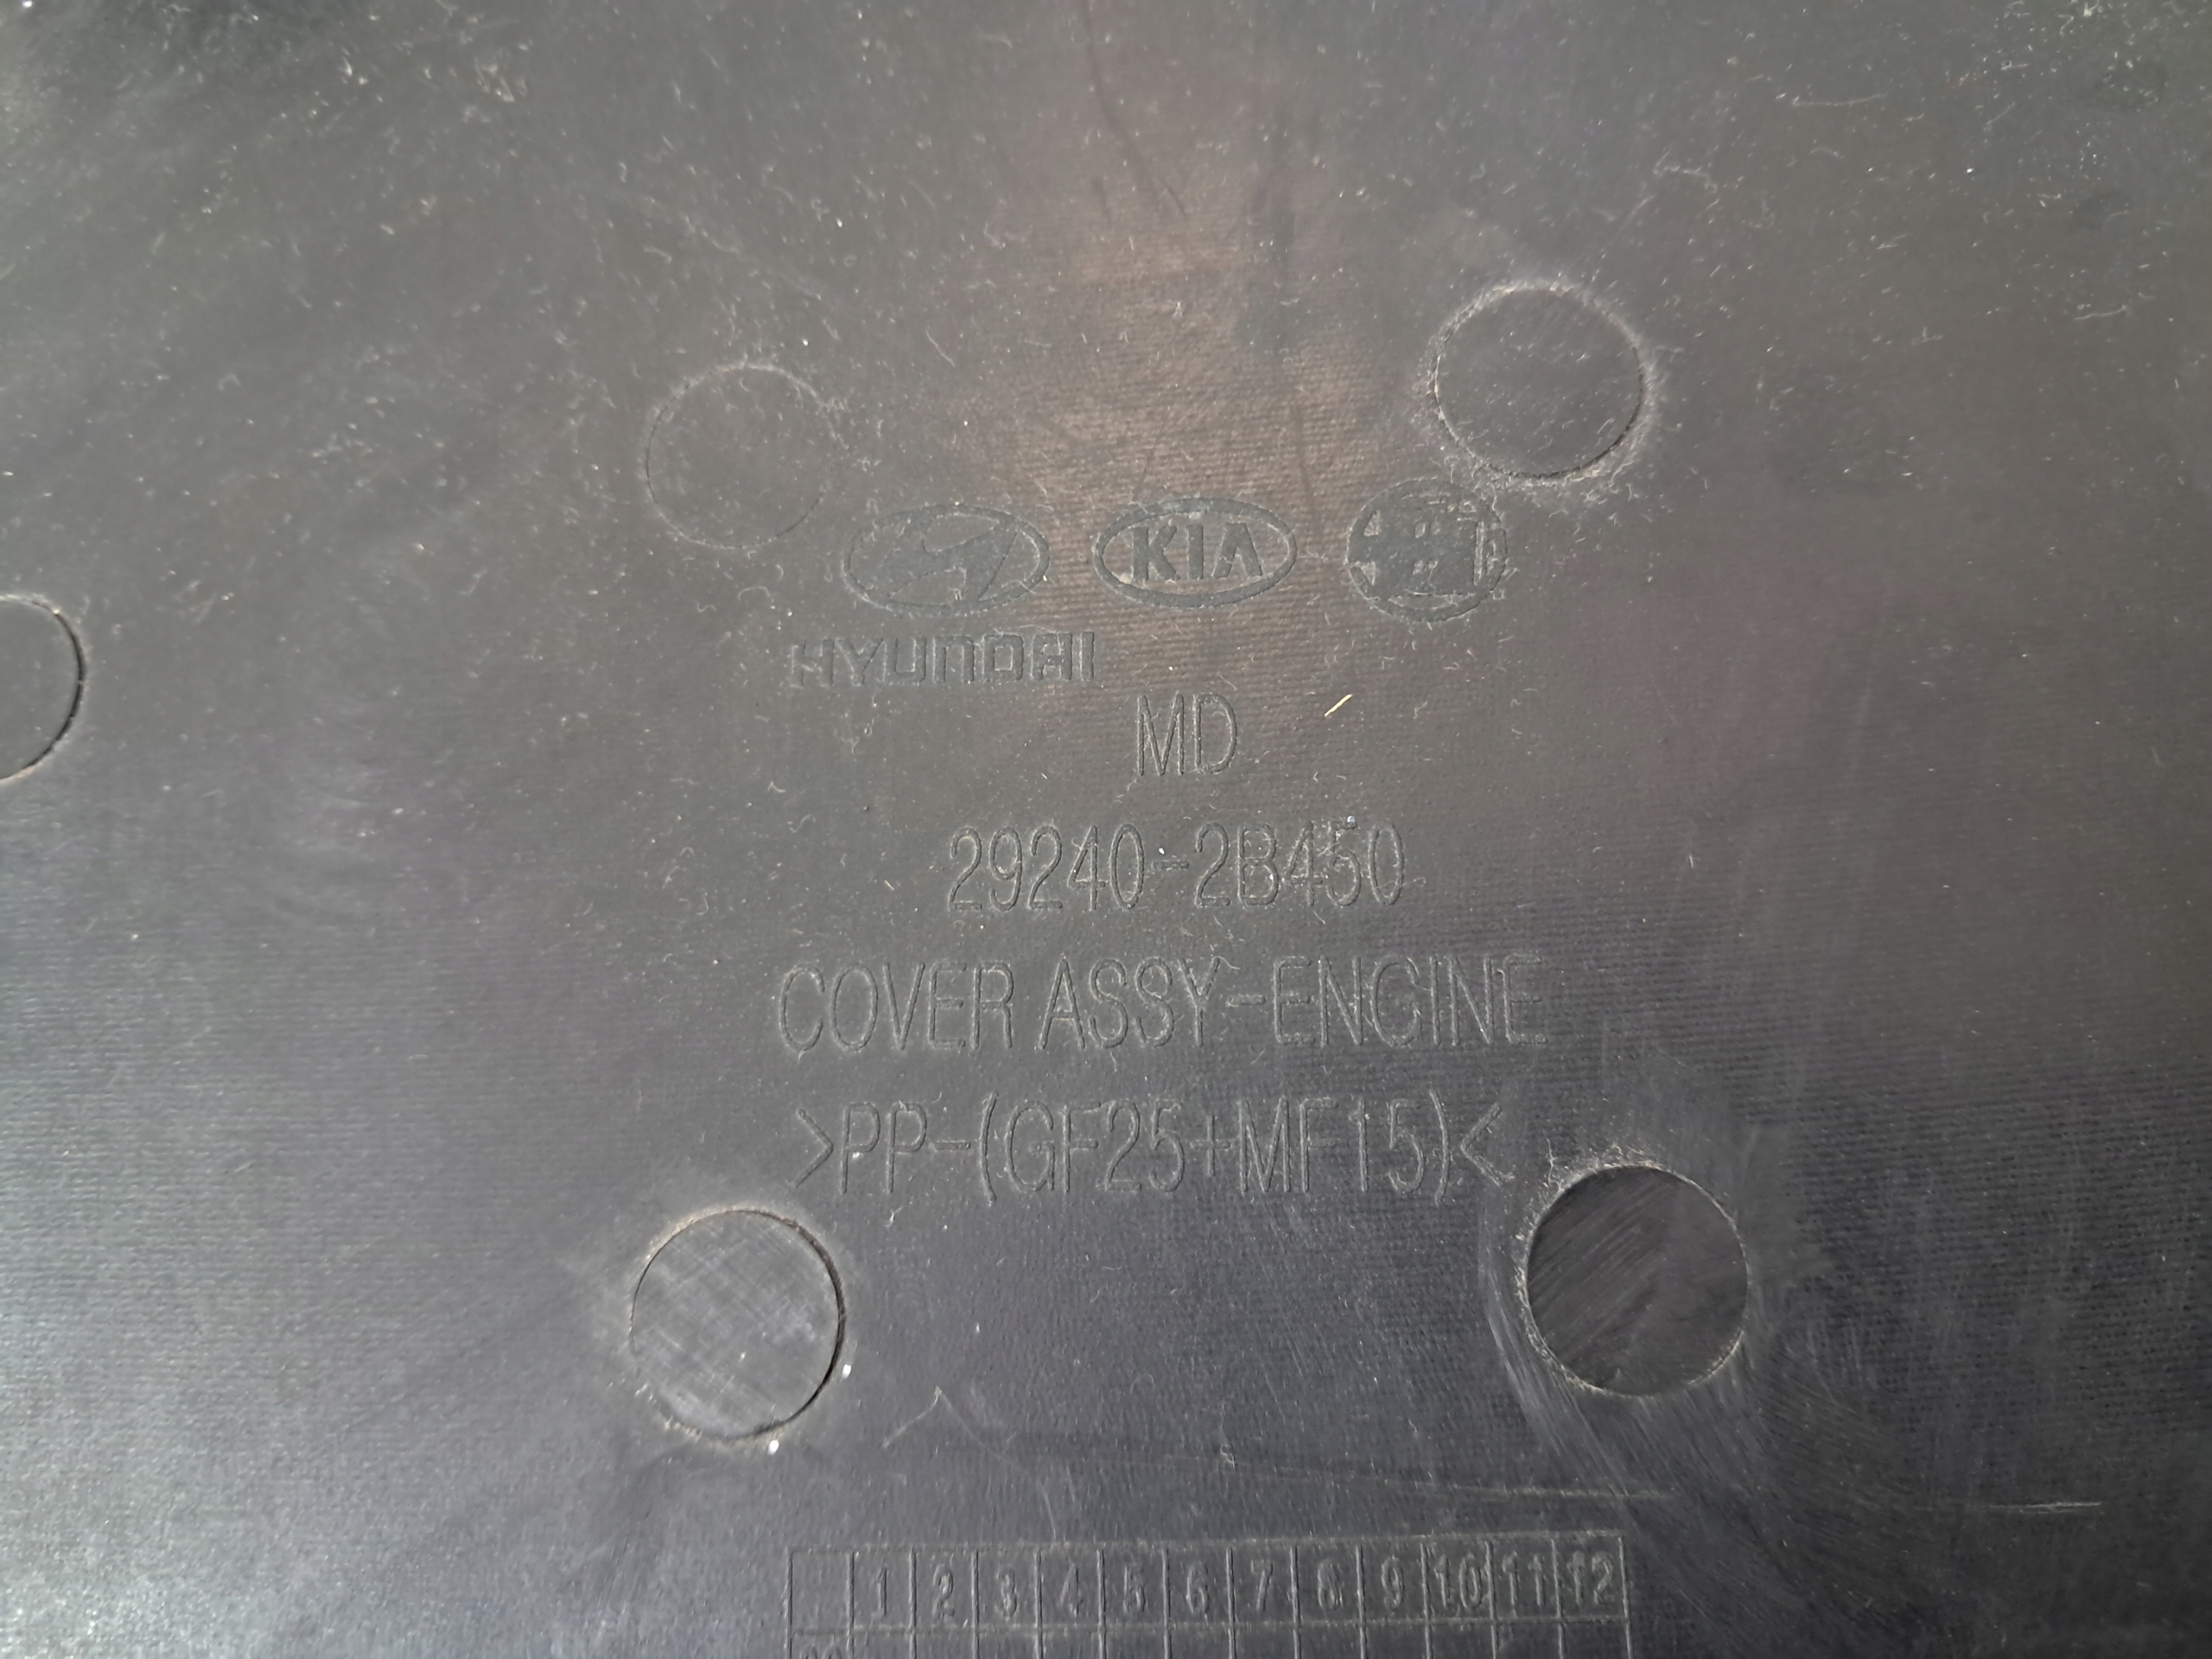 KIA
HYUNDAI
MD
29240-2B450
COVER ASSY-ENGINE
>PP-(GF25+MF15)<
1 2 3 4 5 6 7 8 9 10 11 12